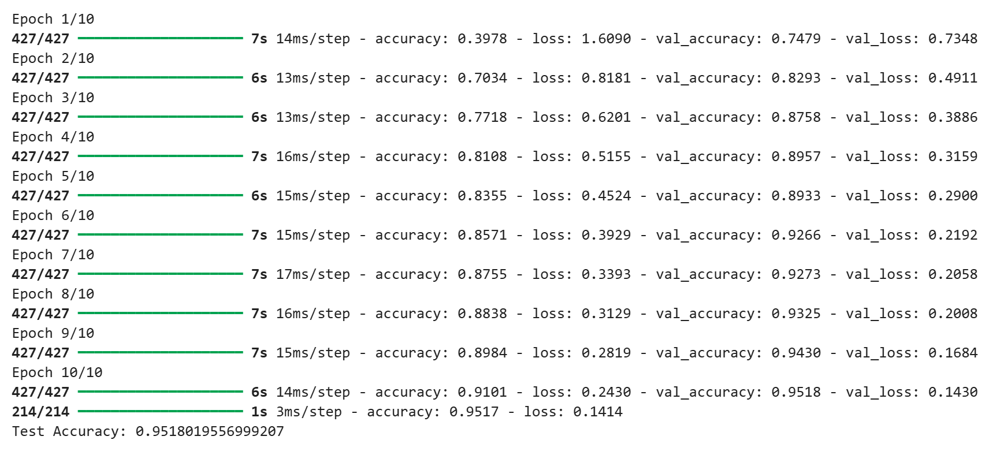 Epoch 1/10
427/427 ━━━━━━━━━━━━━━━━━━━━ 7s 14ms/step - accuracy: 0.3978 - loss: 1.6090 - val_accuracy: 0.7479 - val_loss: 0.7348
Epoch 2/10
427/427 ━━━━━━━━━━━━━━━━━━━━ 6s 13ms/step - accuracy: 0.7034 - loss: 0.8181 - val_accuracy: 0.8293 - val_loss: 0.4911
Epoch 3/10
427/427 ━━━━━━━━━━━━━━━━━━━━ 6s 13ms/step - accuracy: 0.7718 - loss: 0.6201 - val_accuracy: 0.8758 - val_loss: 0.3886
Epoch 4/10
427/427 ━━━━━━━━━━━━━━━━━━━━ 7s 16ms/step - accuracy: 0.8108 - loss: 0.5155 - val_accuracy: 0.8957 - val_loss: 0.3159
Epoch 5/10
427/427 ━━━━━━━━━━━━━━━━━━━━ 6s 15ms/step - accuracy: 0.8355 - loss: 0.4524 - val_accuracy: 0.8933 - val_loss: 0.2900
Epoch 6/10
427/427 ━━━━━━━━━━━━━━━━━━━━ 7s 15ms/step - accuracy: 0.8571 - loss: 0.3929 - val_accuracy: 0.9266 - val_loss: 0.2192
Epoch 7/10
427/427 ━━━━━━━━━━━━━━━━━━━━ 7s 17ms/step - accuracy: 0.8755 - loss: 0.3393 - val_accuracy: 0.9273 - val_loss: 0.2058
Epoch 8/10
427/427 ━━━━━━━━━━━━━━━━━━━━ 7s 16ms/step - accuracy: 0.8838 - loss: 0.3129 - val_accuracy: 0.9325 - val_loss: 0.2008
Epoch 9/10
427/427 ━━━━━━━━━━━━━━━━━━━━ 7s 15ms/step - accuracy: 0.8984 - loss: 0.2819 - val_accuracy: 0.9430 - val_loss: 0.1684
Epoch 10/10
427/427 ━━━━━━━━━━━━━━━━━━━━ 6s 14ms/step - accuracy: 0.9101 - loss: 0.2430 - val_accuracy: 0.9518 - val_loss: 0.1430
214/214 ━━━━━━━━━━━━━━━━━━━━ 1s 3ms/step - accuracy: 0.9517 - loss: 0.1414
Test Accuracy: 0.9518019556999207